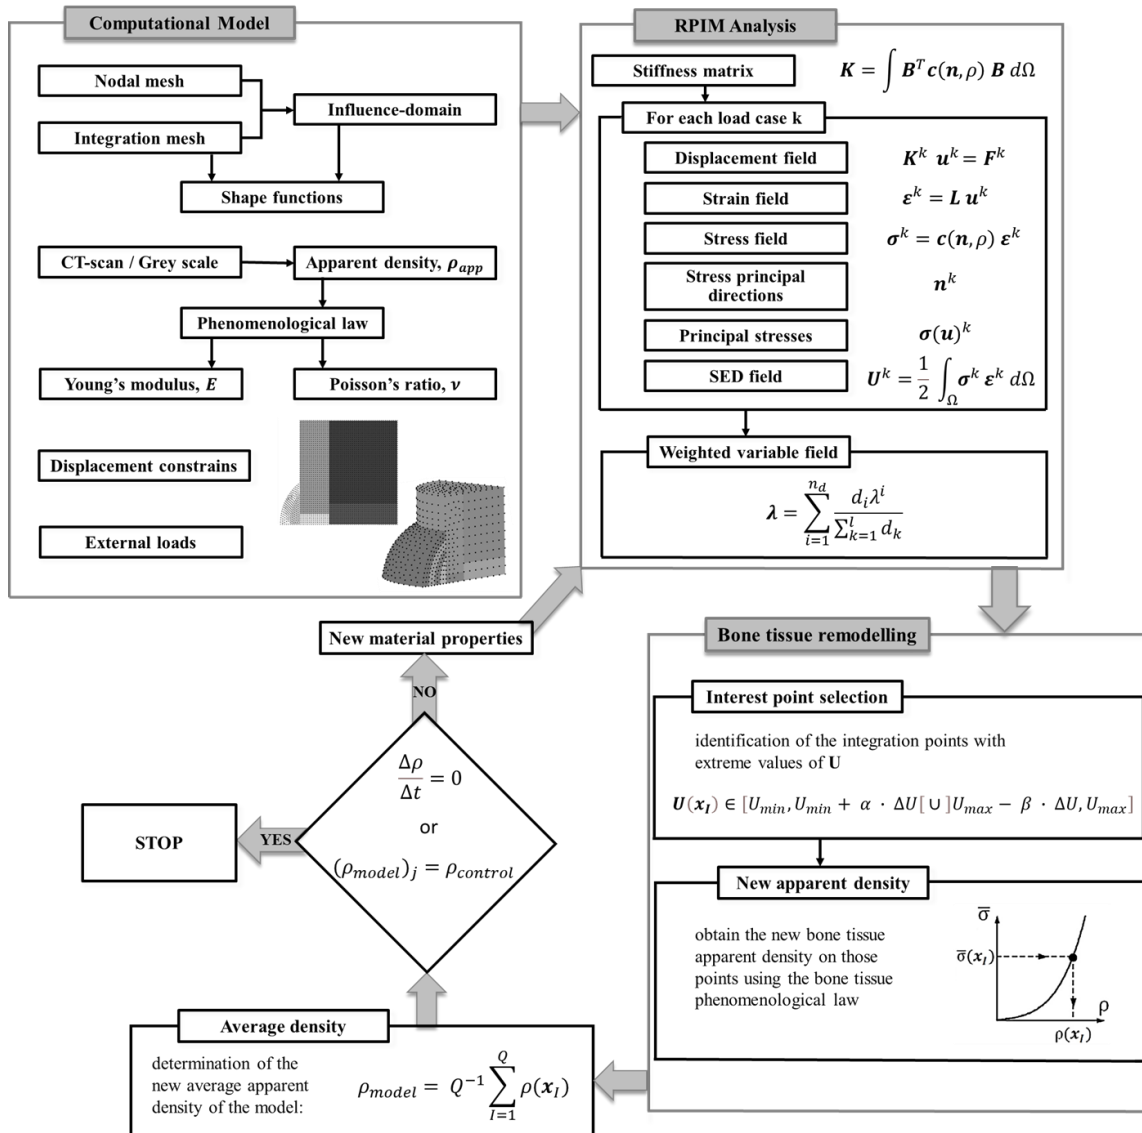 Computational Model
Nodal mesh
Integration mesh
Influence-domain
Shape functions
CT-scan / Grey scale
Apparent density, ρ_app
Phenomenological law
Young's modulus, E
Poisson's ratio, ν
Displacement constrains
External loads
RPIM Analysis
Stiffness matrix
K = ∫ B^T c(n, ρ) B dΩ
For each load case k
Displacement field
K^k u^k = F^k
Strain field
ε^k = L u^k
Stress field
σ^k = c(n, ρ) ε^k
Stress principal
directions
n^k
Principal stresses
σ(u)^k
SED field
U^k = 1/2 ∫_Ω σ^k ε^k dΩ
Weighted variable field
λ = ∑_{i=1}^{n_d} d_i λ^i / ∑_{k=1}^{l} d_k
Bone tissue remodelling
Interest point selection
identification of the integration points with
extreme values of U
U(x_I) ∈ [U_min, U_min + α · ΔU[ ∪ ]U_max − β · ΔU, U_max]
New apparent density
obtain the new bone tissue
apparent density on those
points using the bone tissue
phenomenological law
σ̅
σ̅(x_I)
ρ
ρ(x_I)
Average density
determination of the
new average apparent
density of the model:
ρ_model = Q^−1 ∑_{I=1}^{Q} ρ(x_I)
Δρ/Δt = 0
or
(ρ_model)_j = ρ_control
YES
STOP
NO
New material properties